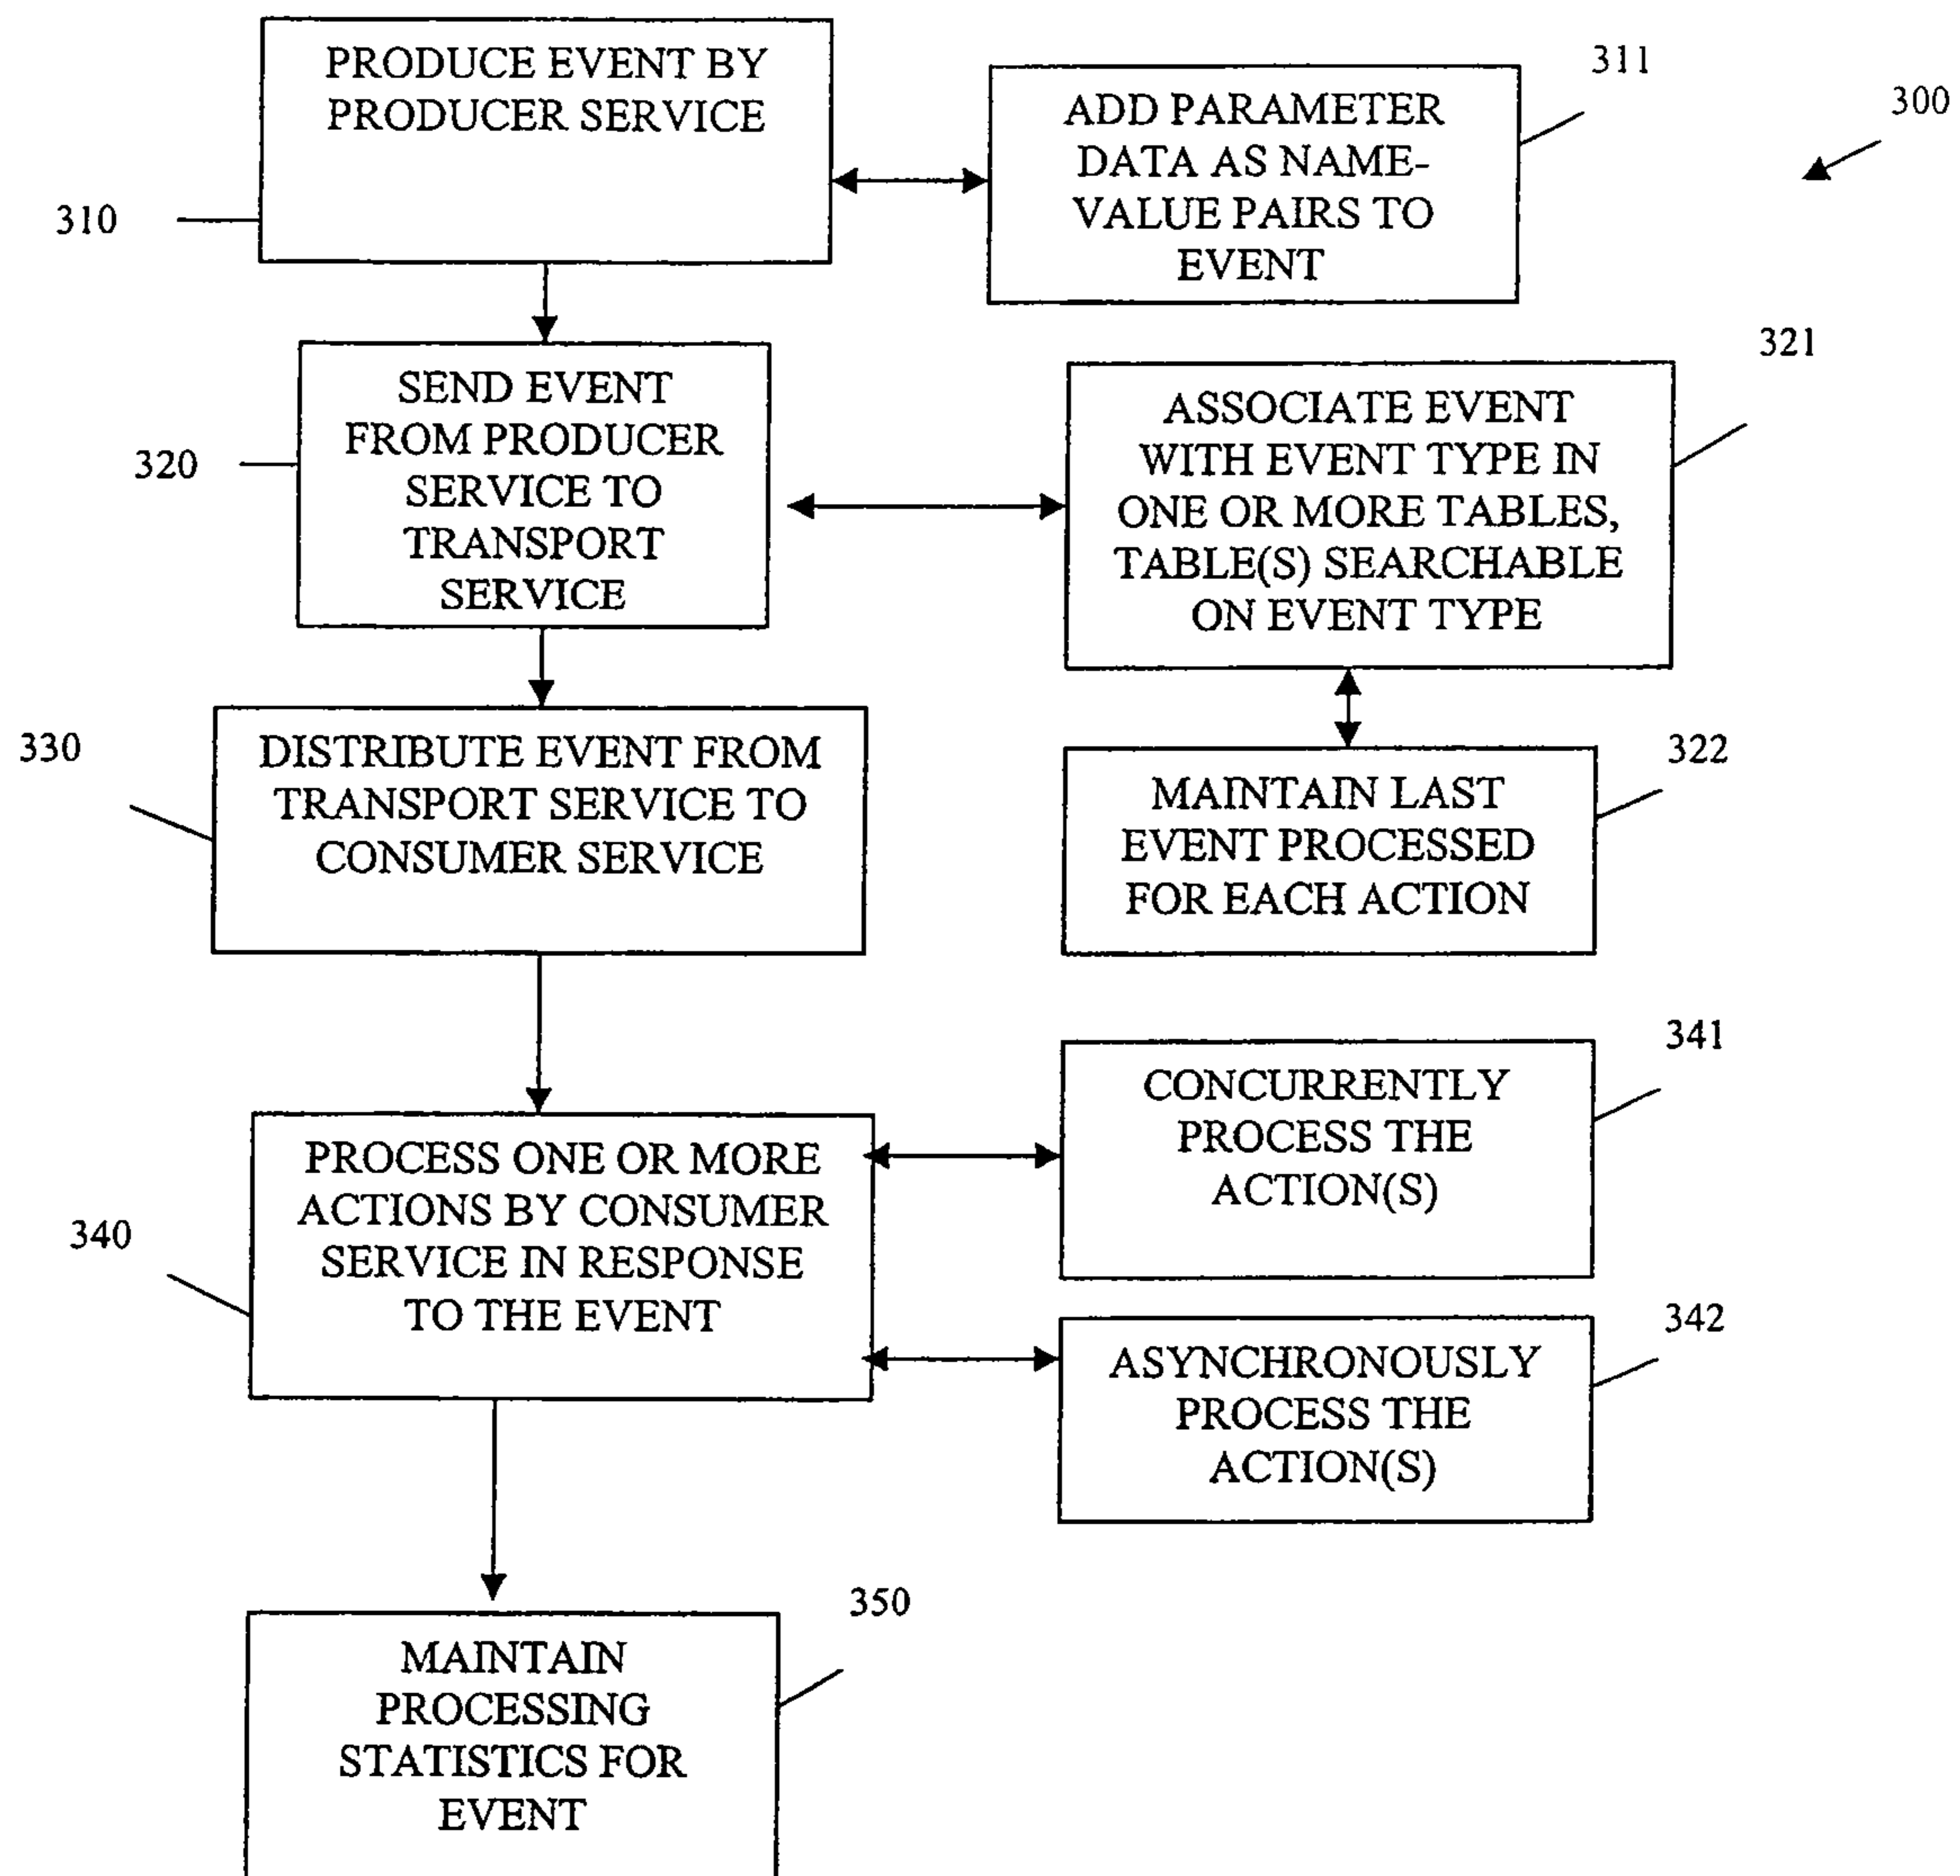 PRODUCE EVENT BY
PRODUCER SERVICE
310
ADD PARAMETER
DATA AS NAME-
VALUE PAIRS TO
EVENT
311
300
SEND EVENT
FROM PRODUCER
SERVICE TO
TRANSPORT
SERVICE
320
ASSOCIATE EVENT
WITH EVENT TYPE IN
ONE OR MORE TABLES,
TABLE(S) SEARCHABLE
ON EVENT TYPE
321
DISTRIBUTE EVENT FROM
TRANSPORT SERVICE TO
CONSUMER SERVICE
330
MAINTAIN LAST
EVENT PROCESSED
FOR EACH ACTION
322
PROCESS ONE OR MORE
ACTIONS BY CONSUMER
SERVICE IN RESPONSE
TO THE EVENT
340
CONCURRENTLY
PROCESS THE
ACTION(S)
341
ASYNCHRONOUSLY
PROCESS THE
ACTION(S)
342
MAINTAIN
PROCESSING
STATISTICS FOR
EVENT
350